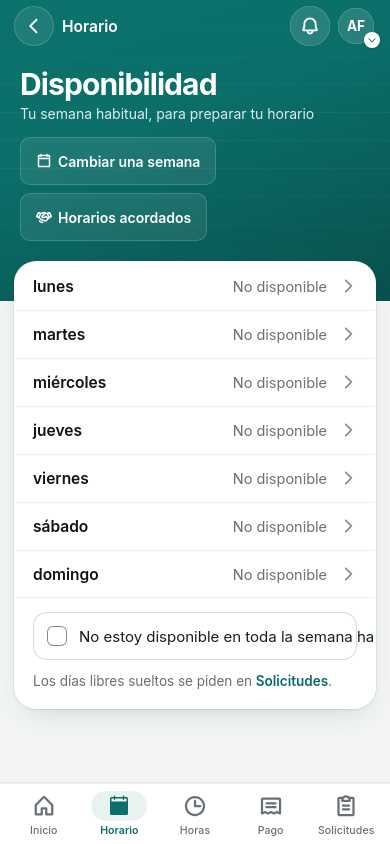 Horario
AF
Disponibilidad
Tu semana habitual, para preparar tu horario
Cambiar una semana
Horarios acordados
lunes No disponible
martes No disponible
miércoles No disponible
jueves No disponible
viernes No disponible
sábado No disponible
domingo No disponible
No estoy disponible en toda la semana ha
Los días libres sueltos se piden en Solicitudes.
Inicio Horario Horas Pago Solicitudes